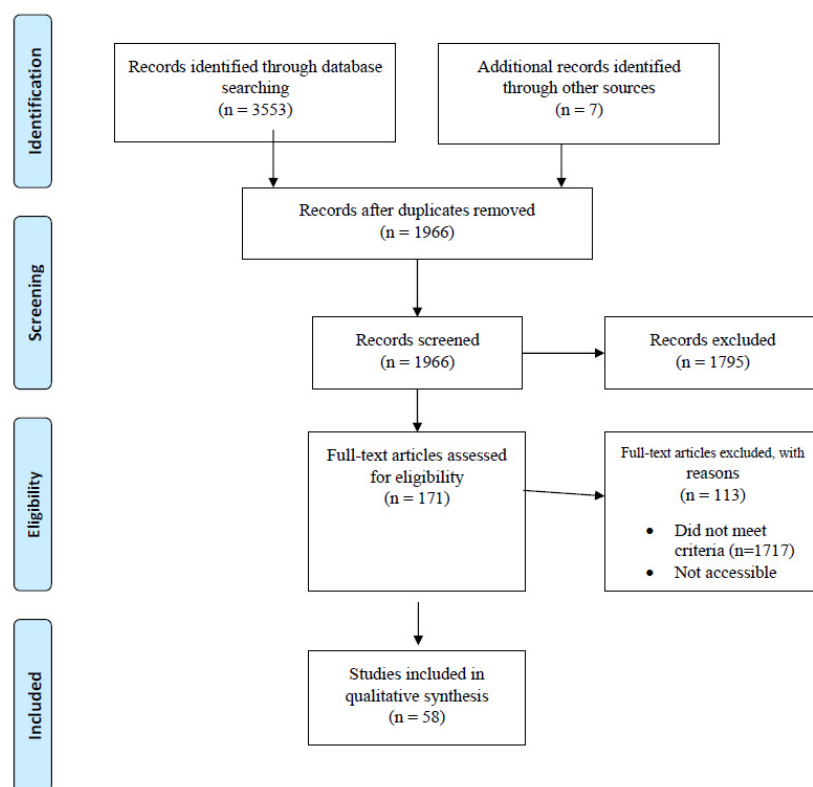 Identification
Records identified through database
searching
(n = 3553)
Additional records identified
through other sources
(n = 7)
Records after duplicates removed
(n = 1966)
Screening
Records screened
(n = 1966)
Records excluded
(n = 1795)
Eligibility
Full-text articles assessed
for eligibility
(n = 171)
Full-text articles excluded, with
reasons
(n = 113)
• Did not meet
criteria (n=1717)
• Not accessible
Included
Studies included in
qualitative synthesis
(n = 58)